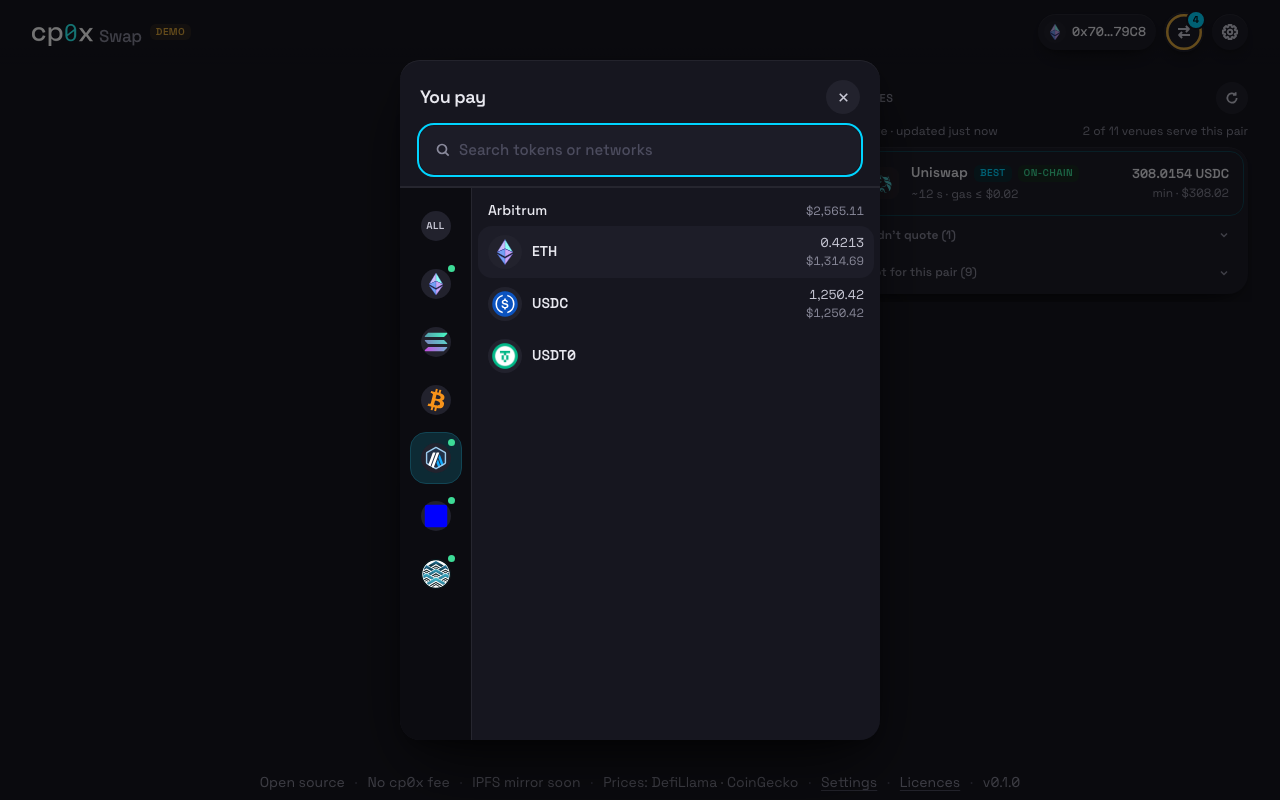 cp0x Swap DEMO
0x70...79C8
4
You pay
ES
Search tokens or networks
e · updated just now
2 of 11 venues serve this pair
Uniswap BEST ON-CHAIN
308.0154 USDC
~12 s · gas ≤ $0.02
min · $308.02
dn't quote (1)
t for this pair (9)
ALL
Arbitrum
$2,565.11
ETH
0.4213
$1,314.69
USDC
1,250.42
$1,250.42
USDT0
Open source · No cp0x fee · IPFS mirror soon · Prices: DefiLlama · CoinGecko · Settings · Licences · v0.1.0